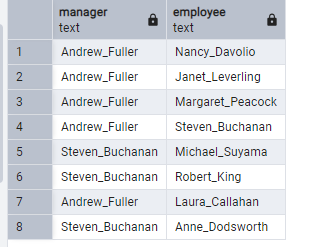 manager employee
text text
1 Andrew_Fuller Nancy_Davolio
2 Andrew_Fuller Janet_Leverling
3 Andrew_Fuller Margaret_Peacock
4 Andrew_Fuller Steven_Buchanan
5 Steven_Buchanan Michael_Suyama
6 Steven_Buchanan Robert_King
7 Andrew_Fuller Laura_Callahan
8 Steven_Buchanan Anne_Dodsworth